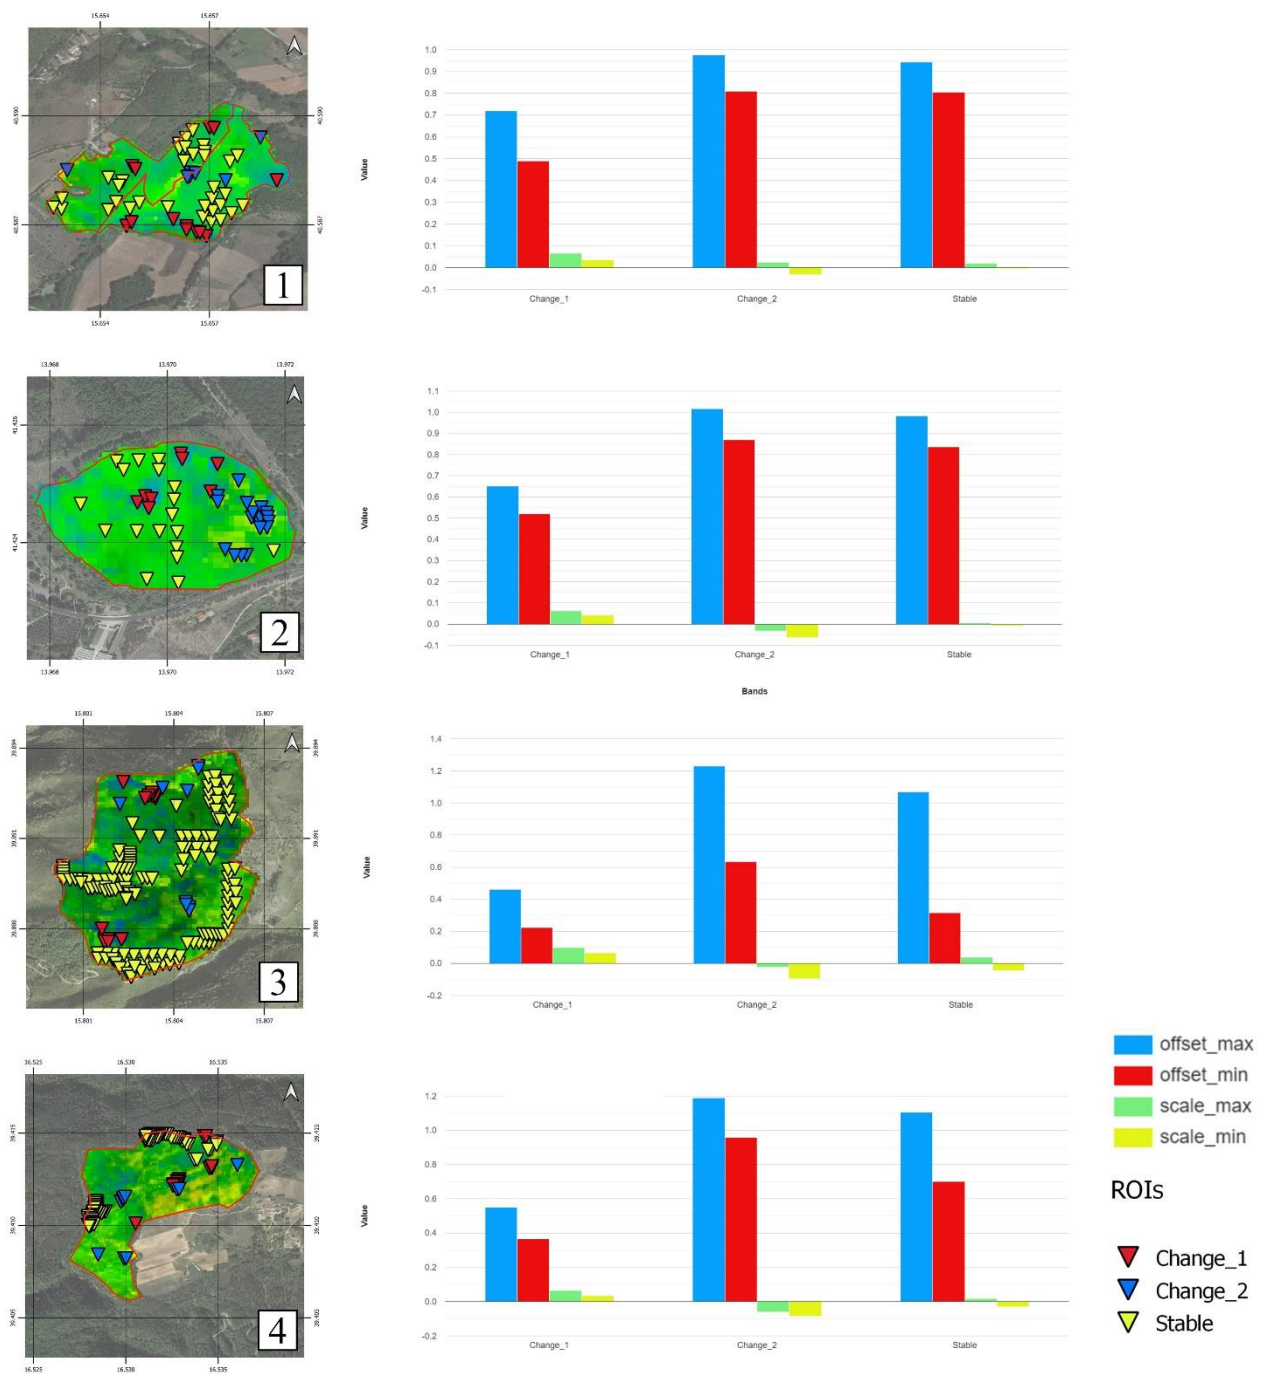 15.654 15.657
40.590 40.590
40.587 40.587
1
15.654 15.657
1.0
0.9
0.8
0.7
0.6
0.5
0.4
0.3
0.2
0.1
0.0
-0.1
Value
Change_1 Change_2 Stable
13.968 13.970 13.972
41.426
41.424
2
13.968 13.970 13.972
1.1
1.0
0.9
0.8
0.7
0.6
0.5
0.4
0.3
0.2
0.1
0.0
-0.1
Value
Change_1 Change_2 Stable
Bands
15.801 15.804 15.807
39.894 39.894
39.891 39.891
39.888 39.888
3
15.801 15.804 15.807
1.4
1.2
1.0
0.8
0.6
0.4
0.2
0.0
-0.2
Value
Change_1 Change_2 Stable
16.525 16.530 16.535
39.415 39.415
39.410 39.410
39.405 39.405
4
16.525 16.530 16.535
1.2
1.0
0.8
0.6
0.4
0.2
0.0
-0.2
Value
Change_1 Change_2 Stable
offset_max
offset_min
scale_max
scale_min
ROIs
Change_1
Change_2
Stable